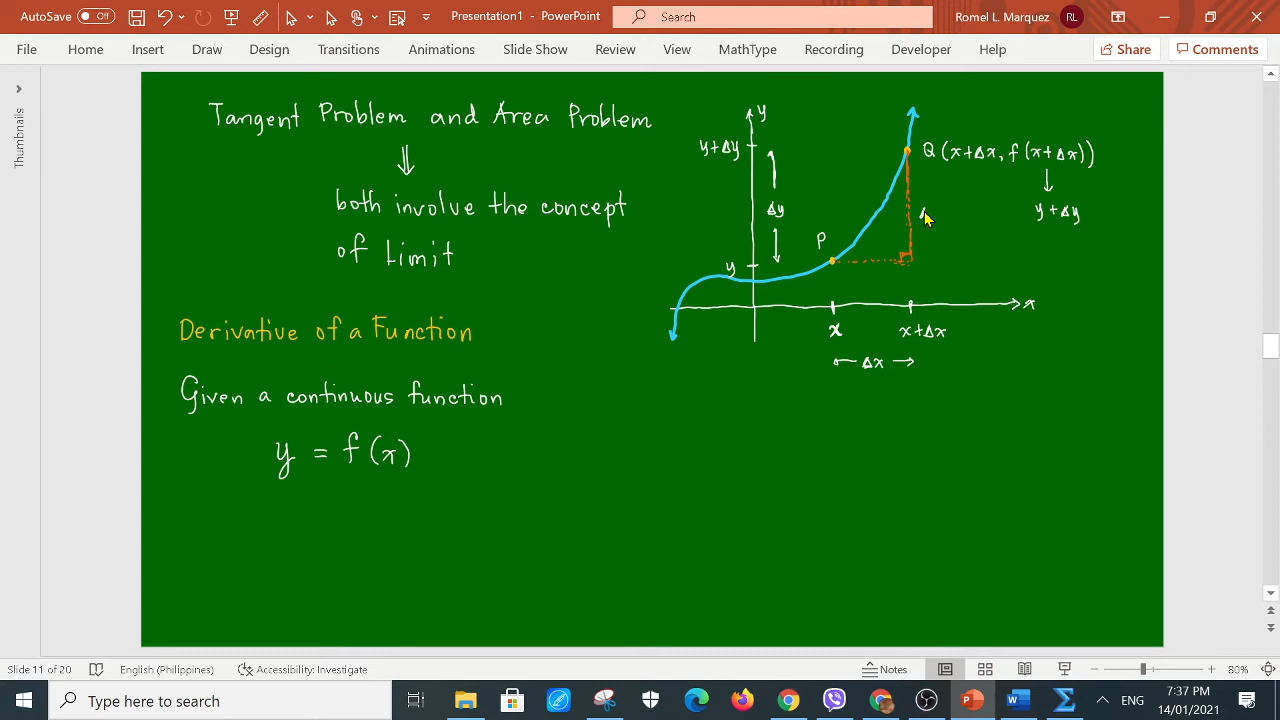 AutoSave Off Presentation1 - PowerPoint Search Romel L. Marquez RL
File Home Insert Draw Design Transitions Animations Slide Show Review View MathType Recording Developer Help Share Comments
Thumbnails
Tangent Problem and Area Problem
⇓
both involve the concept
of Limit
Derivative of a Function
Given a continuous function
y = f(x)
y
y+Δy
Q (x+Δx, f(x+Δx))
↓
y+Δy
Δy
P
y
x
x x+Δx
← Δx →
Slide 11 of 20 English (Philippines) Accessibility: Investigate Notes 80%
Type here to search ENG 7:37 PM
14/01/2021